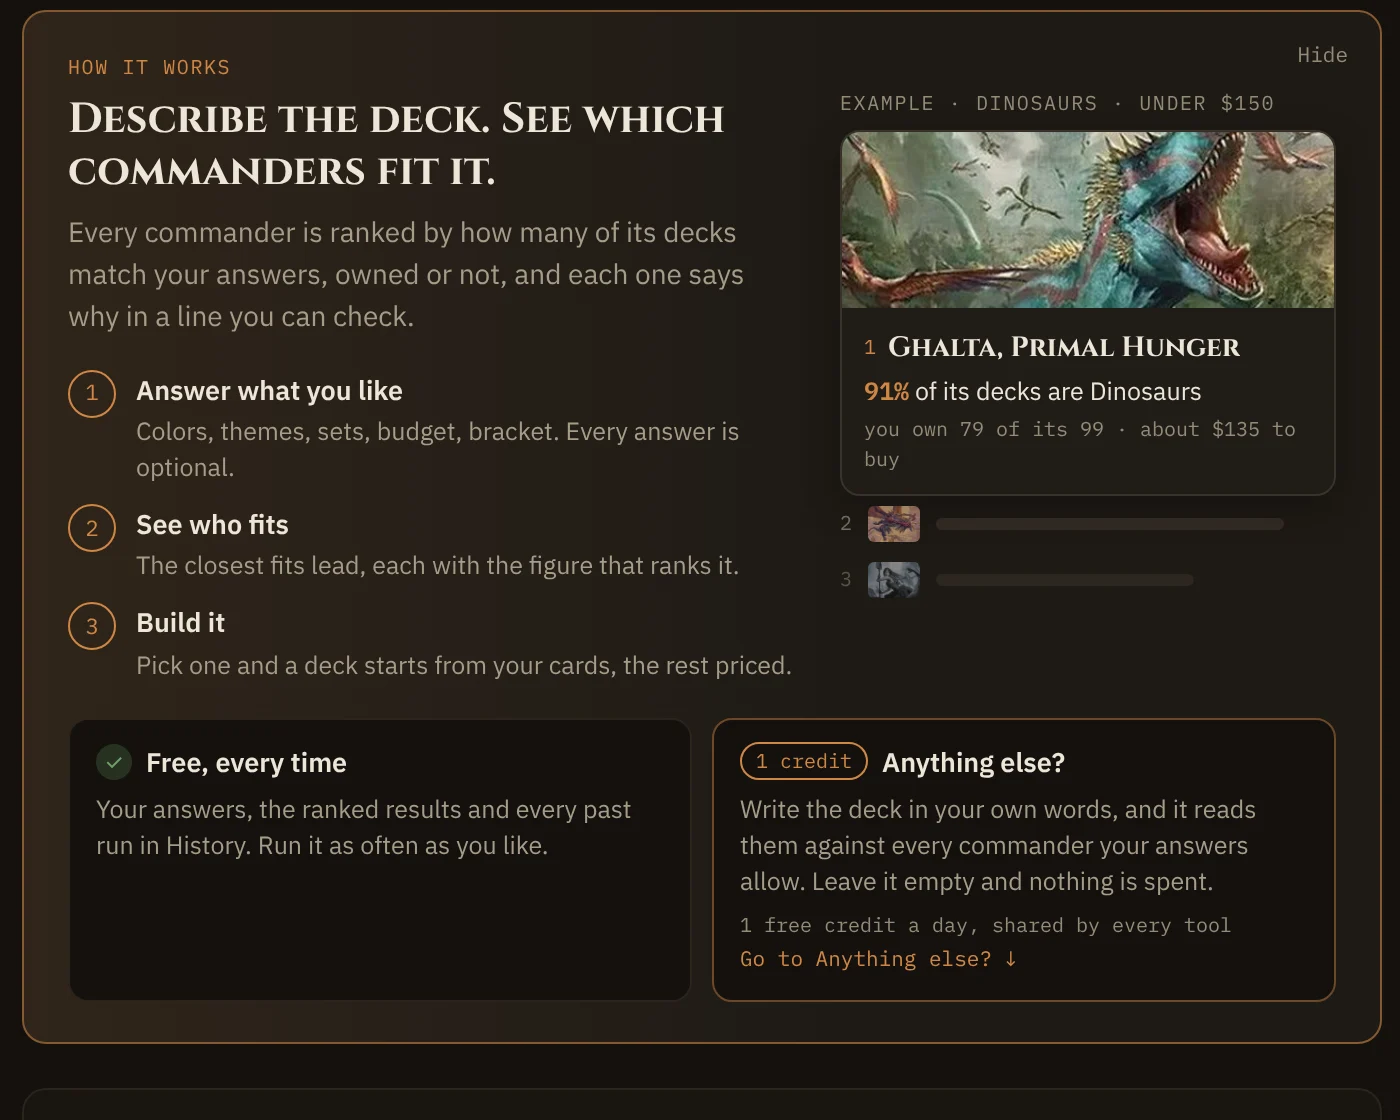 Hide
HOW IT WORKS
Describe the deck. See which
commanders fit it.
Every commander is ranked by how many of its decks
match your answers, owned or not, and each one says
why in a line you can check.
1 Answer what you like
Colors, themes, sets, budget, bracket. Every answer is
optional.
2 See who fits
The closest fits lead, each with the figure that ranks it.
3 Build it
Pick one and a deck starts from your cards, the rest priced.
EXAMPLE · DINOSAURS · UNDER $150
1 Ghalta, Primal Hunger
91% of its decks are Dinosaurs
you own 79 of its 99 · about $135 to
buy
2
3
Free, every time
Your answers, the ranked results and every past
run in History. Run it as often as you like.
1 credit Anything else?
Write the deck in your own words, and it reads
them against every commander your answers
allow. Leave it empty and nothing is spent.
1 free credit a day, shared by every tool
Go to Anything else? ↓